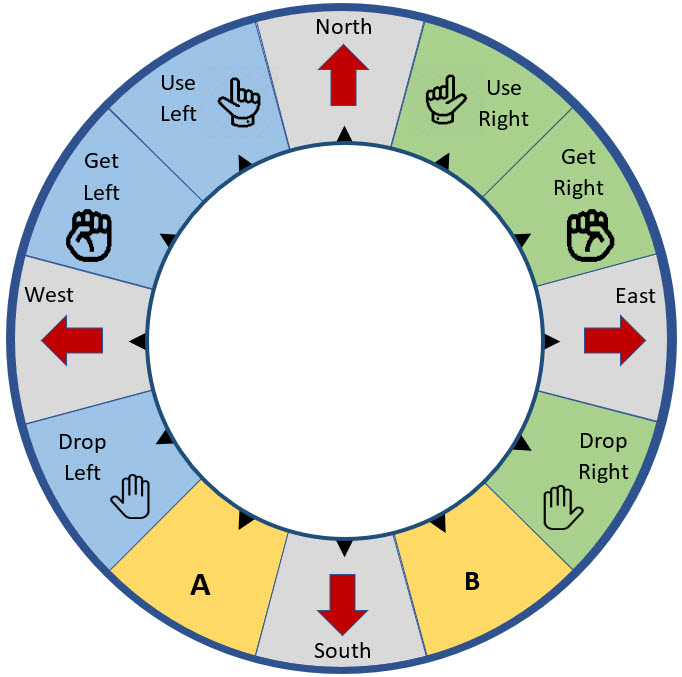 North
Use
Right
Get
Right
East
Drop
Right
B
South
A
Drop
Left
West
Get
Left
Use
Left